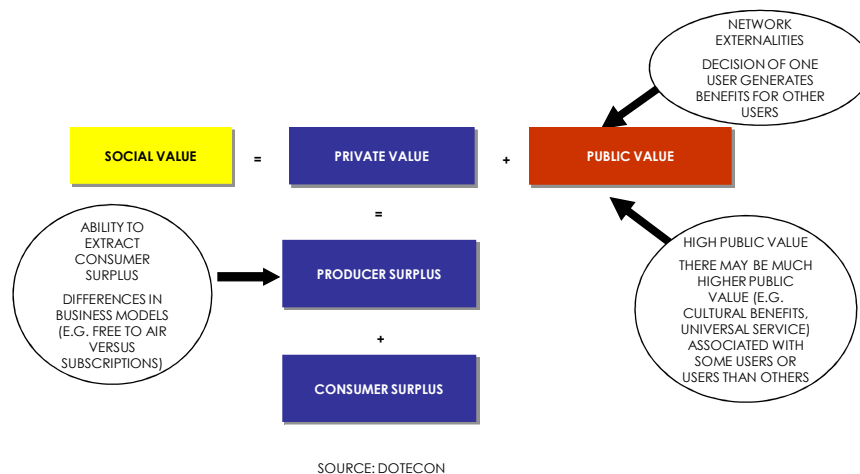 NETWORK
EXTERNALITIES
DECISION OF ONE
USER GENERATES
BENEFITS FOR OTHER
USERS
SOCIAL VALUE
=
PRIVATE VALUE
+
PUBLIC VALUE
=
ABILITY TO
EXTRACT
CONSUMER
SURPLUS
DIFFERENCES IN
BUSINESS MODELS
(E.G. FREE TO AIR
VERSUS
SUBSCRIPTIONS)
PRODUCER SURPLUS
+
CONSUMER SURPLUS
HIGH PUBLIC VALUE
THERE MAY BE MUCH
HIGHER PUBLIC
VALUE (E.G.
CULTURAL BENEFITS,
UNIVERSAL SERVICE)
ASSOCIATED WITH
SOME USERS OR
USERS THAN OTHERS
SOURCE: DOTECON